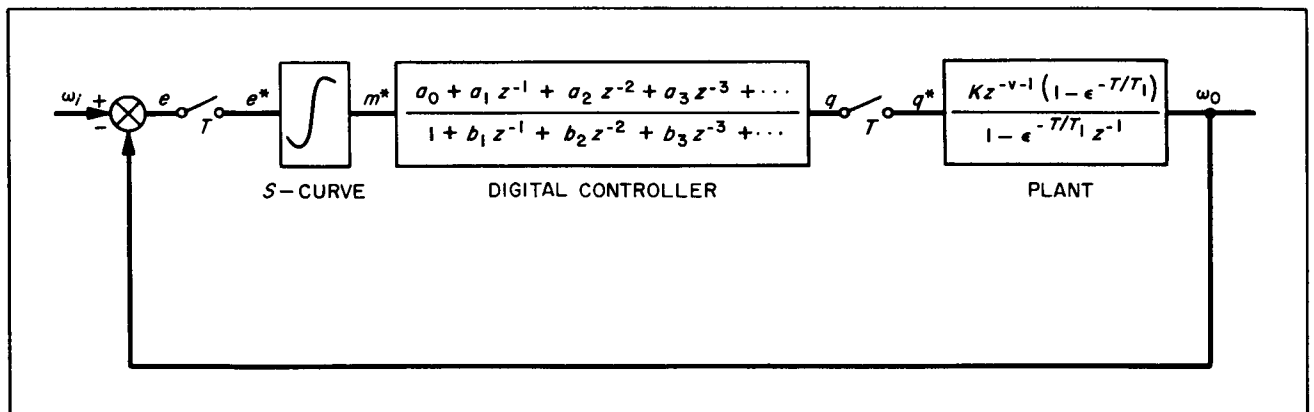 ω_i + − e T e* m* q T q* ω_0
S-CURVE
a_0 + a_1 z^{-1} + a_2 z^{-2} + a_3 z^{-3} + ···
1 + b_1 z^{-1} + b_2 z^{-2} + b_3 z^{-3} + ···
DIGITAL CONTROLLER
K z^{-v-1} (1 - ε^{-T/T_1})
1 - ε^{-T/T_1} z^{-1}
PLANT